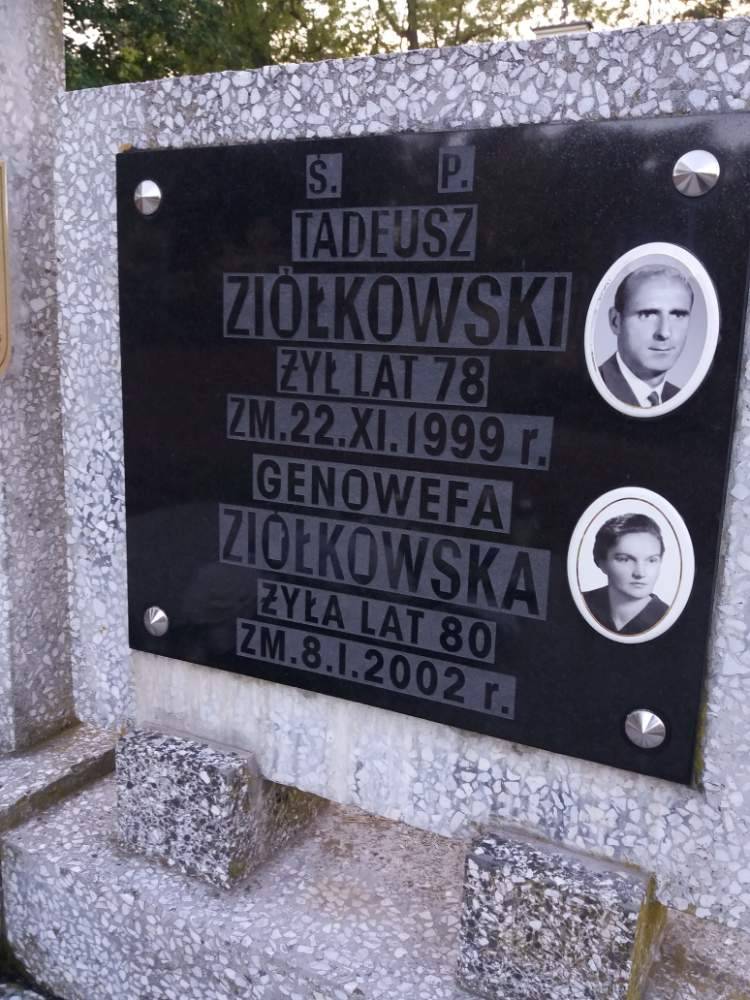 Ś. P.
TADEUSZ
ZIÓŁKOWSKI
ŻYŁ LAT 78
ZM.22.XI.1999 r.
GENOWEFA
ZIÓŁKOWSKA
ŻYŁA LAT 80
ZM.8.I.2002 r.